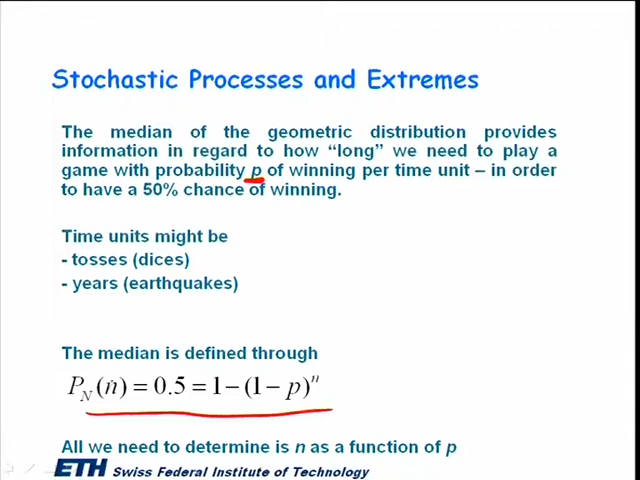 Stochastic Processes and Extremes
The median of the geometric distribution provides
information in regard to how “long” we need to play a
game with probability p of winning per time unit – in order
to have a 50% chance of winning.
Time units might be
- tosses (dices)
- years (earthquakes)
The median is defined through
P_N(n) = 0.5 = 1 − (1 − p)^n
All we need to determine is n as a function of p
ETH Swiss Federal Institute of Technology